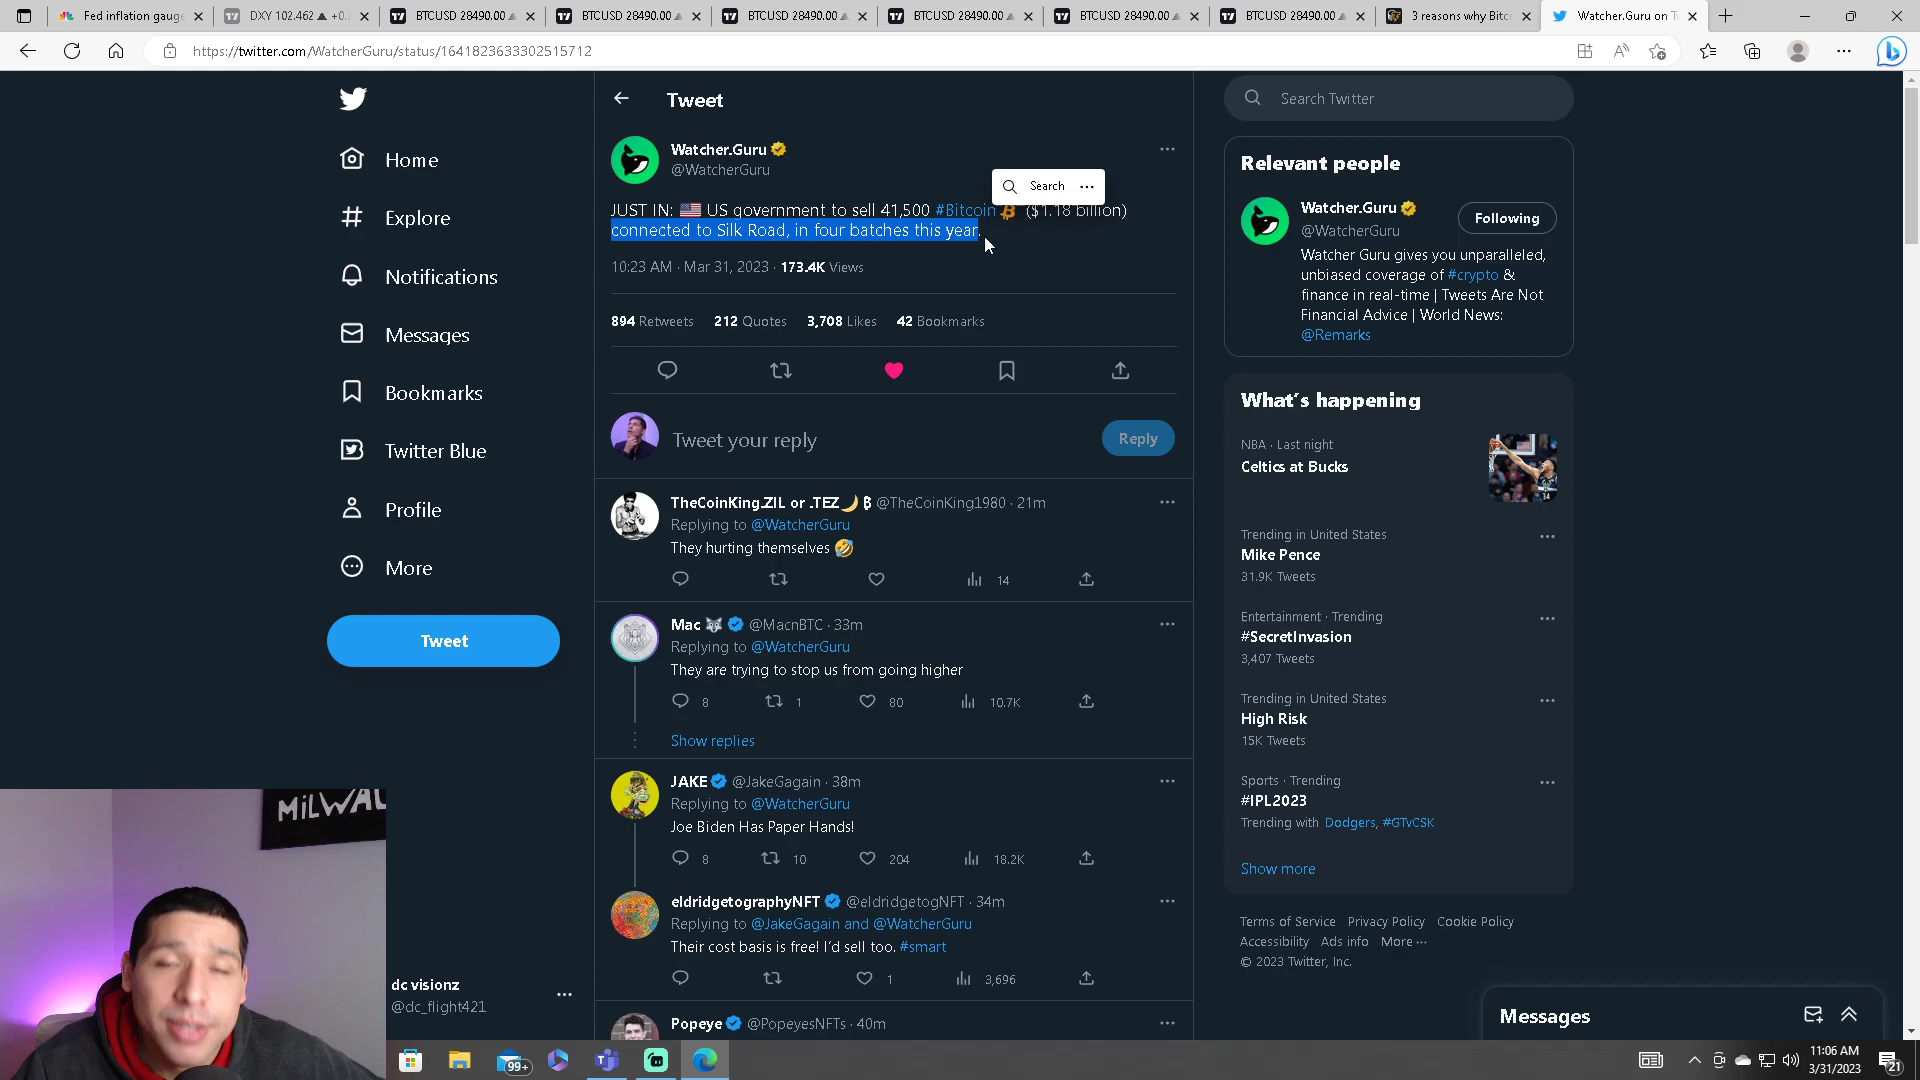 Fed inflation gauge
DXY 102.462 ▲ +0.
BTCUSD 28490.00 ▲
BTCUSD 28490.00 ▲
BTCUSD 28490.00 ▲
BTCUSD 28490.00 ▲
BTCUSD 28490.00 ▲
BTCUSD 28490.00 ▲
3 reasons why Bitc
Watcher.Guru on T
https://twitter.com/WatcherGuru/status/1641823633302515712
Home
Explore
Notifications
Messages
Bookmarks
Twitter Blue
Profile
More
Tweet
dc visionz
@dc_flight421
Tweet
Watcher.Guru
@WatcherGuru
Search
JUST IN: 🇺🇸 US government to sell 41,500 #Bitcoin ($1.18 billion)
connected to Silk Road, in four batches this year.
10:23 AM · Mar 31, 2023 · 173.4K Views
894 Retweets 212 Quotes 3,708 Likes 42 Bookmarks
Tweet your reply
Reply
TheCoinKing.ZIL or .TEZ🌙 ₿ @TheCoinKing1980 · 21m
Replying to @WatcherGuru
They hurting themselves 🤣
14
Mac 🐺 @MacnBTC · 33m
Replying to @WatcherGuru
They are trying to stop us from going higher
8 1 80 10.7K
Show replies
JAKE @JakeGagain · 38m
Replying to @WatcherGuru
Joe Biden Has Paper Hands!
8 10 204 18.2K
eldridgetographyNFT @eldridgetogNFT · 34m
Replying to @JakeGagain and @WatcherGuru
Their cost basis is free! I'd sell too. #smart
1 3,696
Popeye @PopeyesNFTs · 40m
Search Twitter
Relevant people
Watcher.Guru
@WatcherGuru
Following
Watcher Guru gives you unparalleled,
unbiased coverage of #crypto &
finance in real-time | Tweets Are Not
Financial Advice | World News:
@Remarks
What's happening
NBA · Last night
Celtics at Bucks
Trending in United States
Mike Pence
31.9K Tweets
Entertainment · Trending
#SecretInvasion
3,407 Tweets
Trending in United States
High Risk
15K Tweets
Sports · Trending
#IPL2023
Trending with Dodgers, #GTvCSK
Show more
Terms of Service Privacy Policy Cookie Policy
Accessibility Ads info More ···
© 2023 Twitter, Inc.
Messages
MiLWAU
99+
11:06 AM
3/31/2023
21